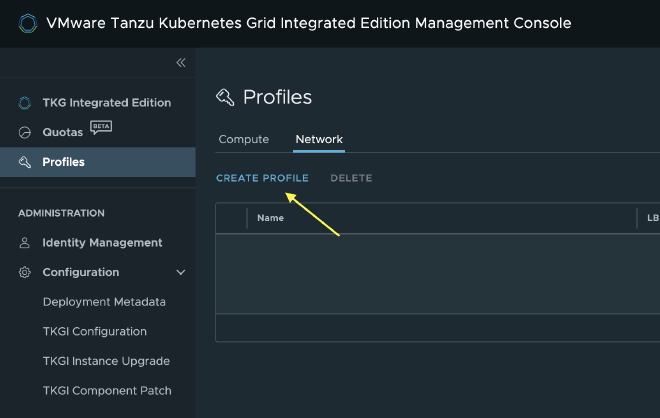 VMware Tanzu Kubernetes Grid Integrated Edition Management Console
TKG Integrated Edition
Quotas BETA
Profiles
ADMINISTRATION
Identity Management
Configuration
Deployment Metadata
TKGI Configuration
TKGI Instance Upgrade
TKGI Component Patch
Profiles
Compute Network
CREATE PROFILE DELETE
Name LB